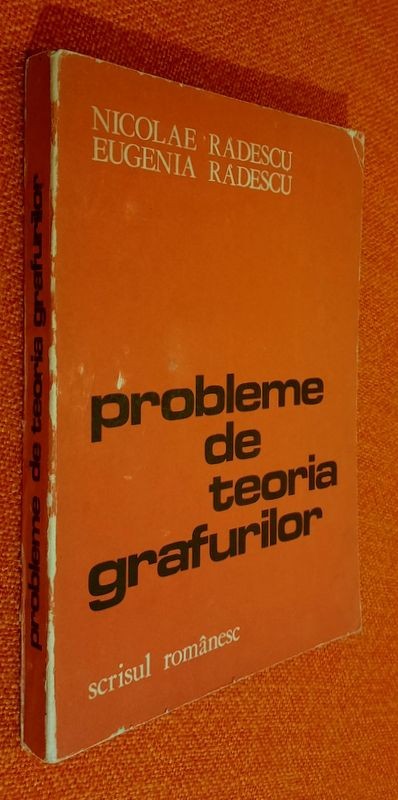 NICOLAE RADESCU
EUGENIA RADESCU
probleme
de
teoria
grafurilor
scrisul românesc
probleme de teoria grafurilor